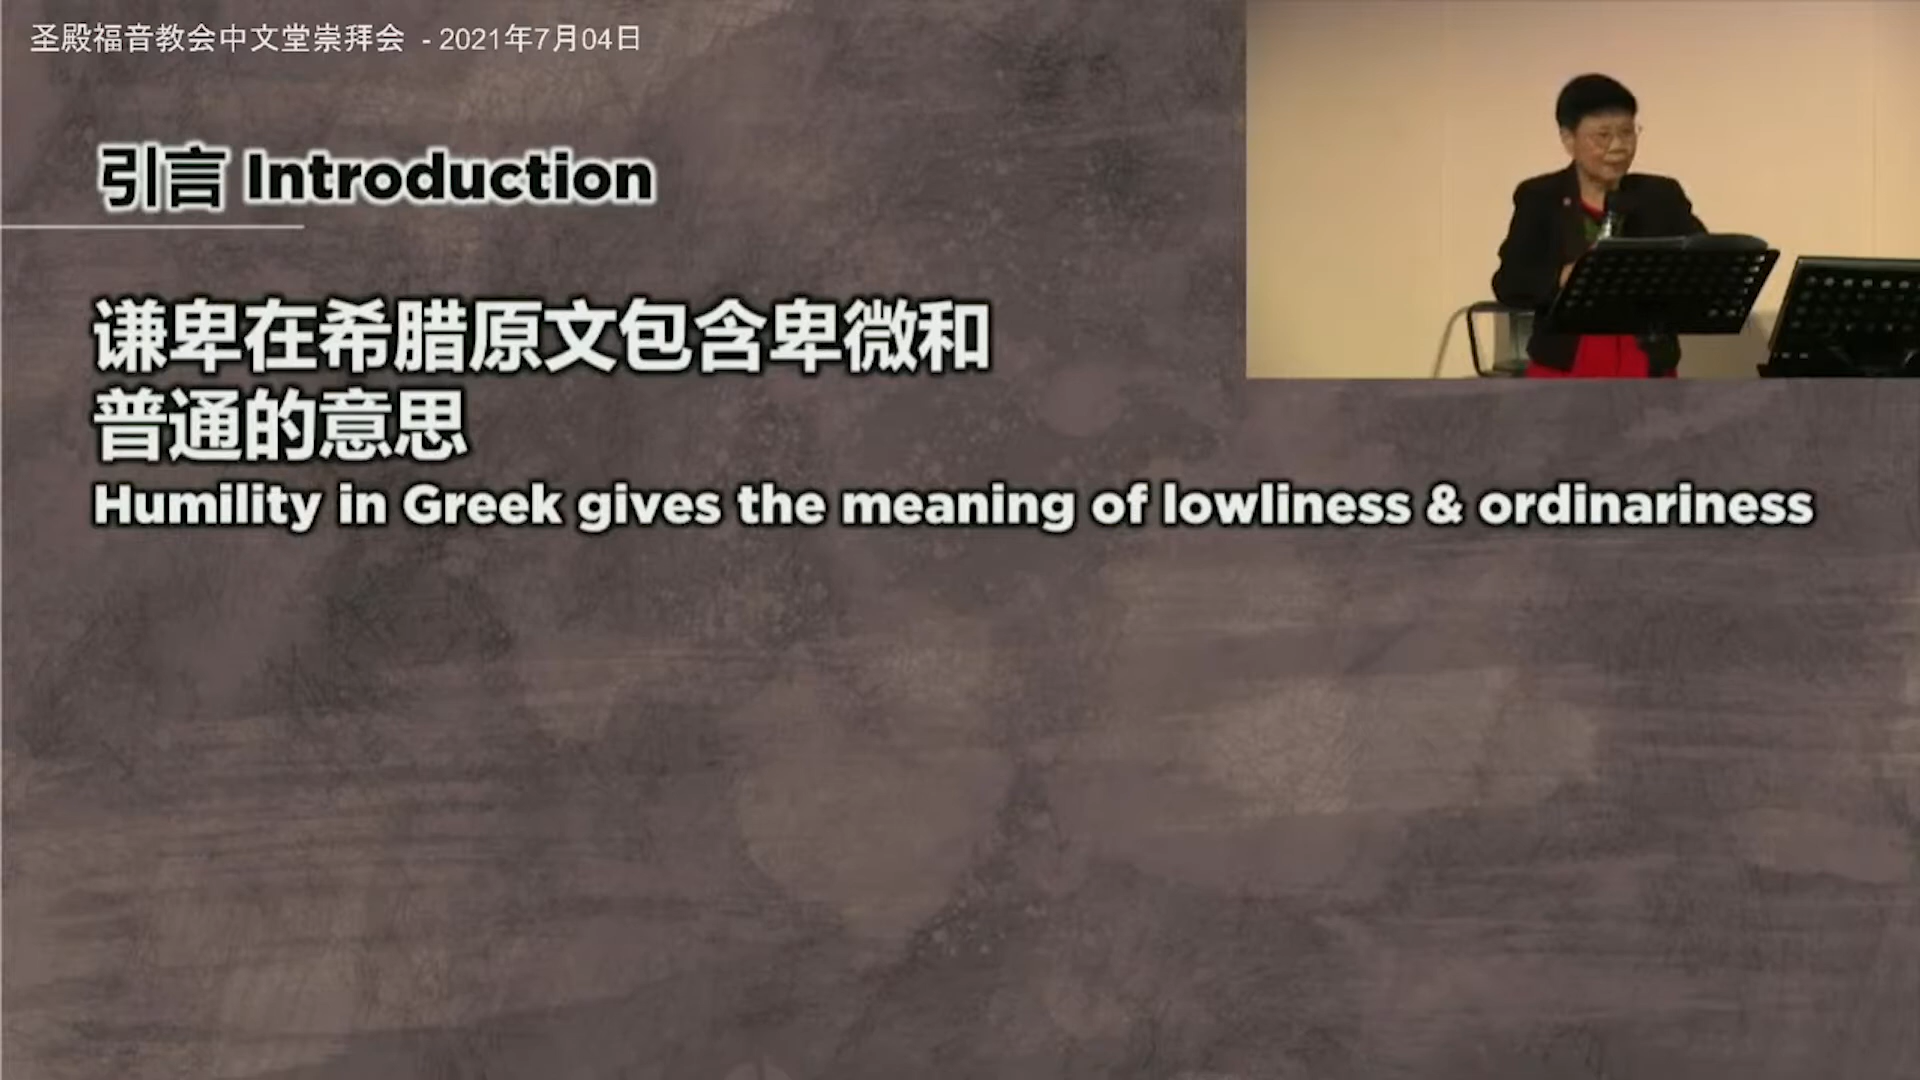 圣殿福音教会中文堂崇拜会 - 2021年7月04日
引言 Introduction
谦卑在希腊原文包含卑微和
普通的意思
Humility in Greek gives the meaning of lowliness & ordinariness